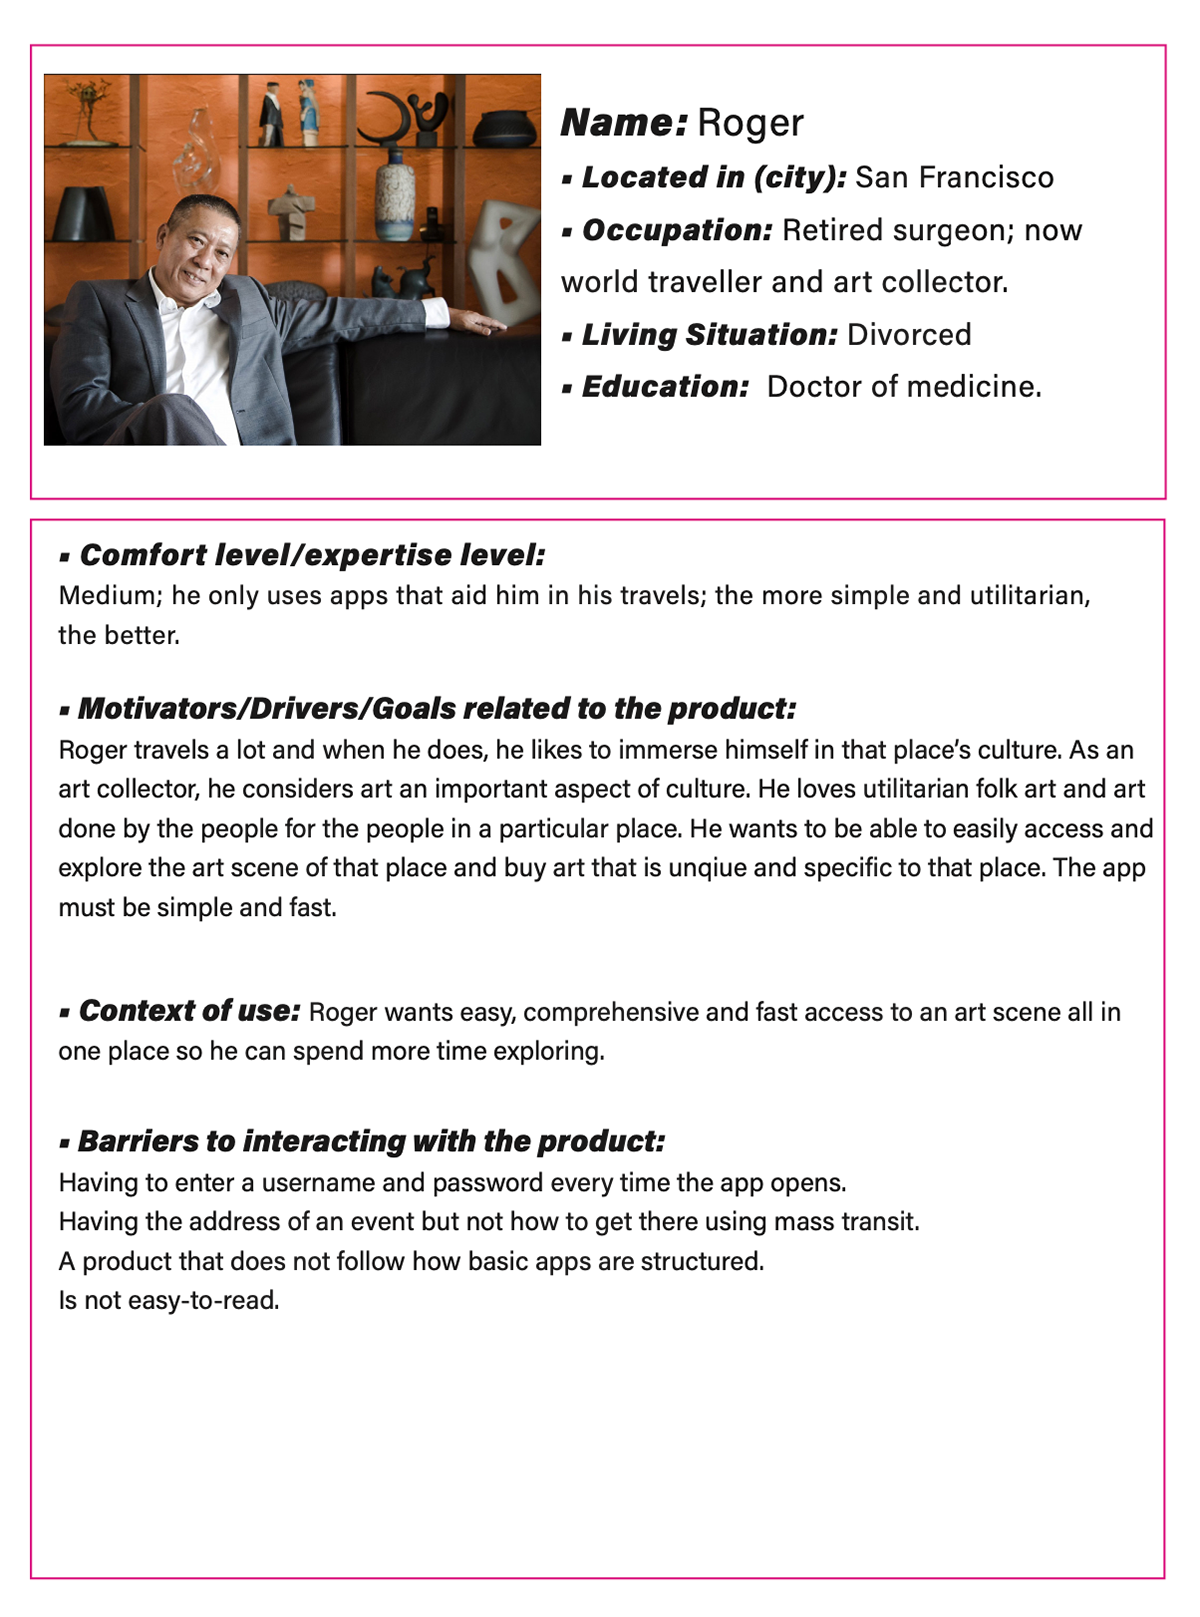 Name: Roger
▪ Located in (city): San Francisco
▪ Occupation: Retired surgeon; now
world traveller and art collector.
▪ Living Situation: Divorced
▪ Education: Doctor of medicine.
▪ Comfort level/expertise level:
Medium; he only uses apps that aid him in his travels; the more simple and utilitarian,
the better.
▪ Motivators/Drivers/Goals related to the product:
Roger travels a lot and when he does, he likes to immerse himself in that place’s culture. As an
art collector, he considers art an important aspect of culture. He loves utilitarian folk art and art
done by the people for the people in a particular place. He wants to be able to easily access and
explore the art scene of that place and buy art that is unqiue and specific to that place. The app
must be simple and fast.
▪ Context of use: Roger wants easy, comprehensive and fast access to an art scene all in
one place so he can spend more time exploring.
▪ Barriers to interacting with the product:
Having to enter a username and password every time the app opens.
Having the address of an event but not how to get there using mass transit.
A product that does not follow how basic apps are structured.
Is not easy-to-read.